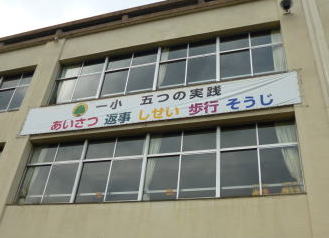 一小 五つの実践
あいさつ 返事 しせい 歩行 そうじ